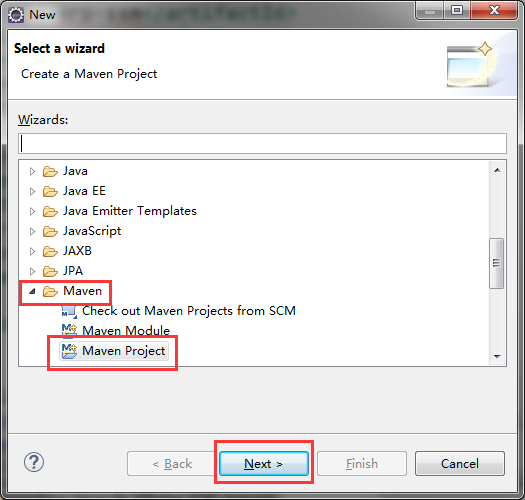 New
Select a wizard
Create a Maven Project
Wizards:
Java
Java EE
Java Emitter Templates
JavaScript
JAXB
JPA
Maven
Check out Maven Projects from SCM
Maven Module
Maven Project
?
< Back
Next >
Finish
Cancel